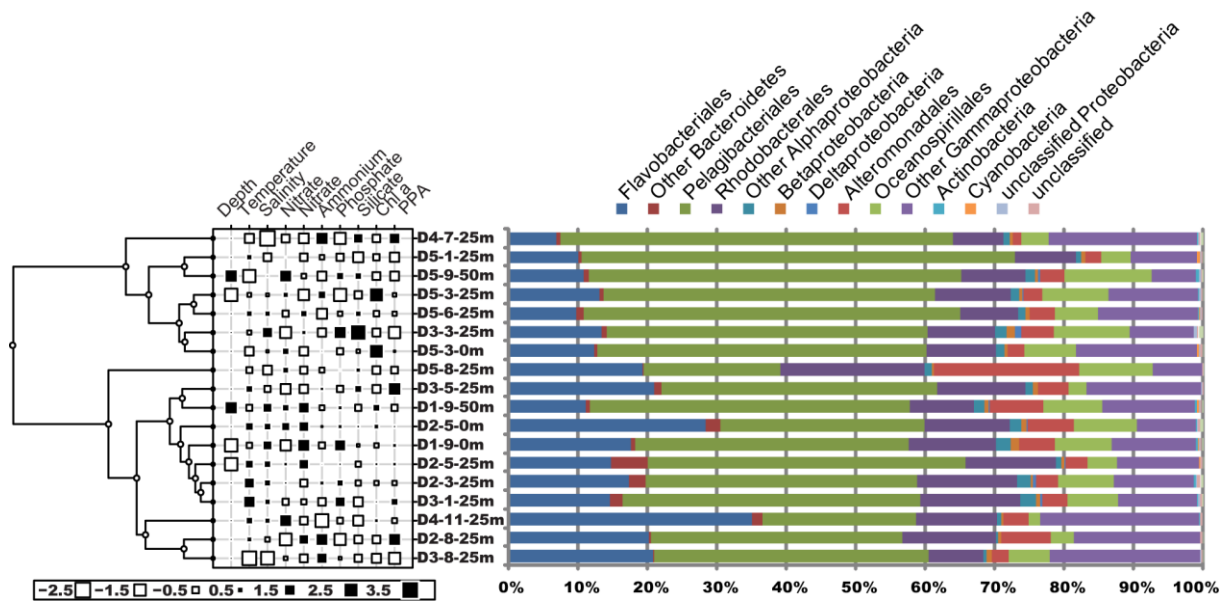 Flavobacteriales
Other Bacteroidetes
Pelagibacteriales
Rhodobacterales
Other Alphaproteobacteria
Betaproteobacteria
Deltaproteobacteria
Alteromonadales
Oceanospirillales
Other Gammaproteobacteria
Actinobacteria
Cyanobacteria
unclassified Proteobacteria
unclassified
Depth
Temperature
Salinity
Nitrate
Nitrate
Ammonium
Phosphate
Silicate
Chl a
PPA
D4-7-25m
D5-1-25m
D5-9-50m
D5-3-25m
D5-6-25m
D3-3-25m
D5-3-0m
D5-8-25m
D3-5-25m
D1-9-50m
D2-5-0m
D1-9-0m
D2-5-25m
D2-3-25m
D3-1-25m
D4-11-25m
D2-8-25m
D3-8-25m
−2.5 −1.5 −0.5 0.5 1.5 2.5 3.5
0% 10% 20% 30% 40% 50% 60% 70% 80% 90% 100%